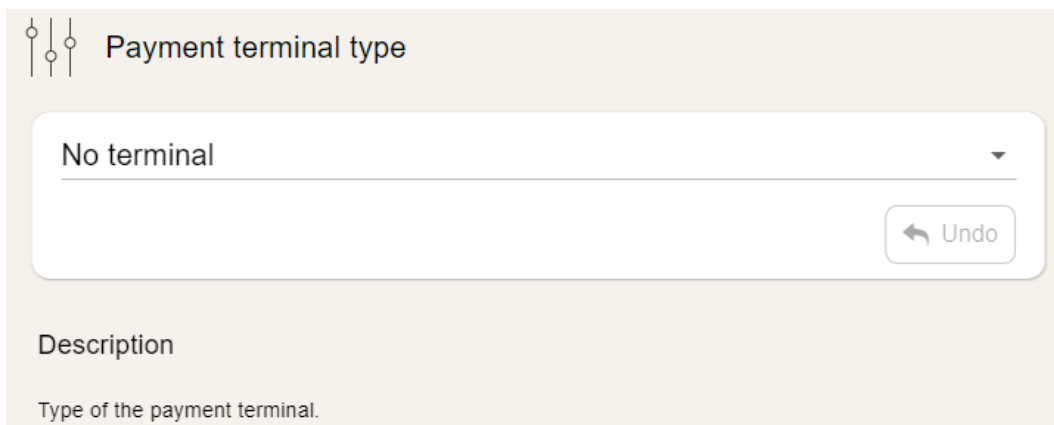 Payment terminal type
No terminal
Undo
Description
Type of the payment terminal.